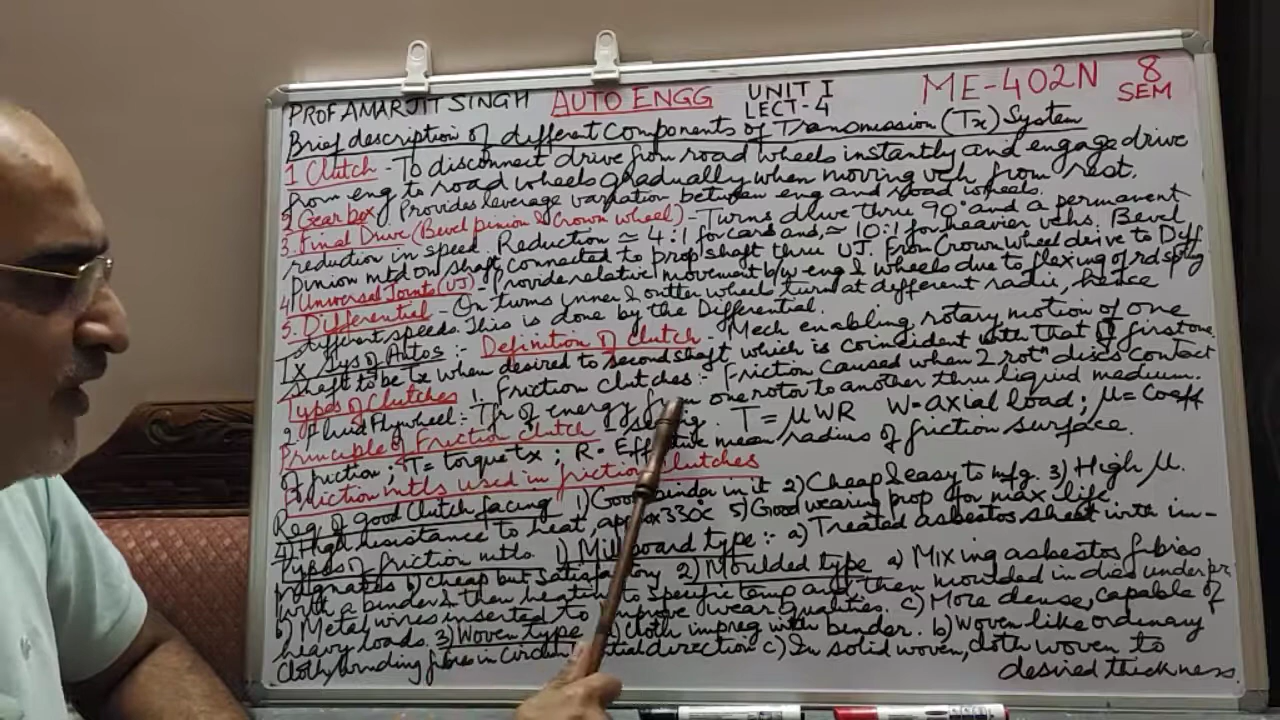 PROF AMARJIT SINGH AUTO ENGG UNIT I ME-402N 8
LECT-4 SEM
Brief description of different Components of Transmission (Tx) System
1 Clutch - To disconnect drive from road wheels instantly and engage drive
from eng to road wheels gradually when moving veh from rest.
2 Gear box Provides leverage variation between eng and road wheels.
3. Final Drive (Bevel pinion & Crown wheel) - Turns drive thru 90° and a permanent
reduction in speed. Reduction ≃ 4:1 for cars and, ≃ 10:1 for heavier vehs. Bevel
pinion mtd on shaft, connected to prop shaft thru UJ. From Crown wheel drive to Diff
4 Universal Joints (UJ) - Provide relative movement b/w eng & wheels due to flexing of rd spring
5. Differential - On turns inner & outter wheels turn at different radii, hence
different speeds. This is done by the Differential.
Tx Sys of Autos :- Definition of Clutch - Mech enabling rotary motion of one
shaft to be tx when desired to second shaft which is coincident with that of first one.
Types of Clutches 1. Friction Clutches :- Friction caused when 2 rotn discs contact
2. Fluid Flywheel :- Tfr of energy from one rotor to another thru liquid medium.
Principle of Friction Clutch T = μWR W = axial load; μ = Coeff
of friction; T = torque tx; R = Effective mean radius of friction surface.
Friction mtls used in friction Clutches
Req of good Clutch facing 1) Good binder in it 2) Cheap & easy to mfg. 3) High μ.
4) High resistance to heat, approx 330°c 5) Good wearing prop for max life
Types of friction mtls 1) Mill board type :- a) Treated asbestos sheet with im-
pregnates b) Cheap but satisfactory 2) Moulded type a) Mixing asbestos fibres
with a binder & then heating to specific temp and then moulded in dies under pr
b) Metal wires inserted to improve wear qualities. c) More dense, capable of
heavy loads. 3) Woven type a) Cloth impreg with binder. b) Woven like ordinary
cloth, binding fibres in circumferential direction c) In solid woven, cloth woven to
desired thickness.